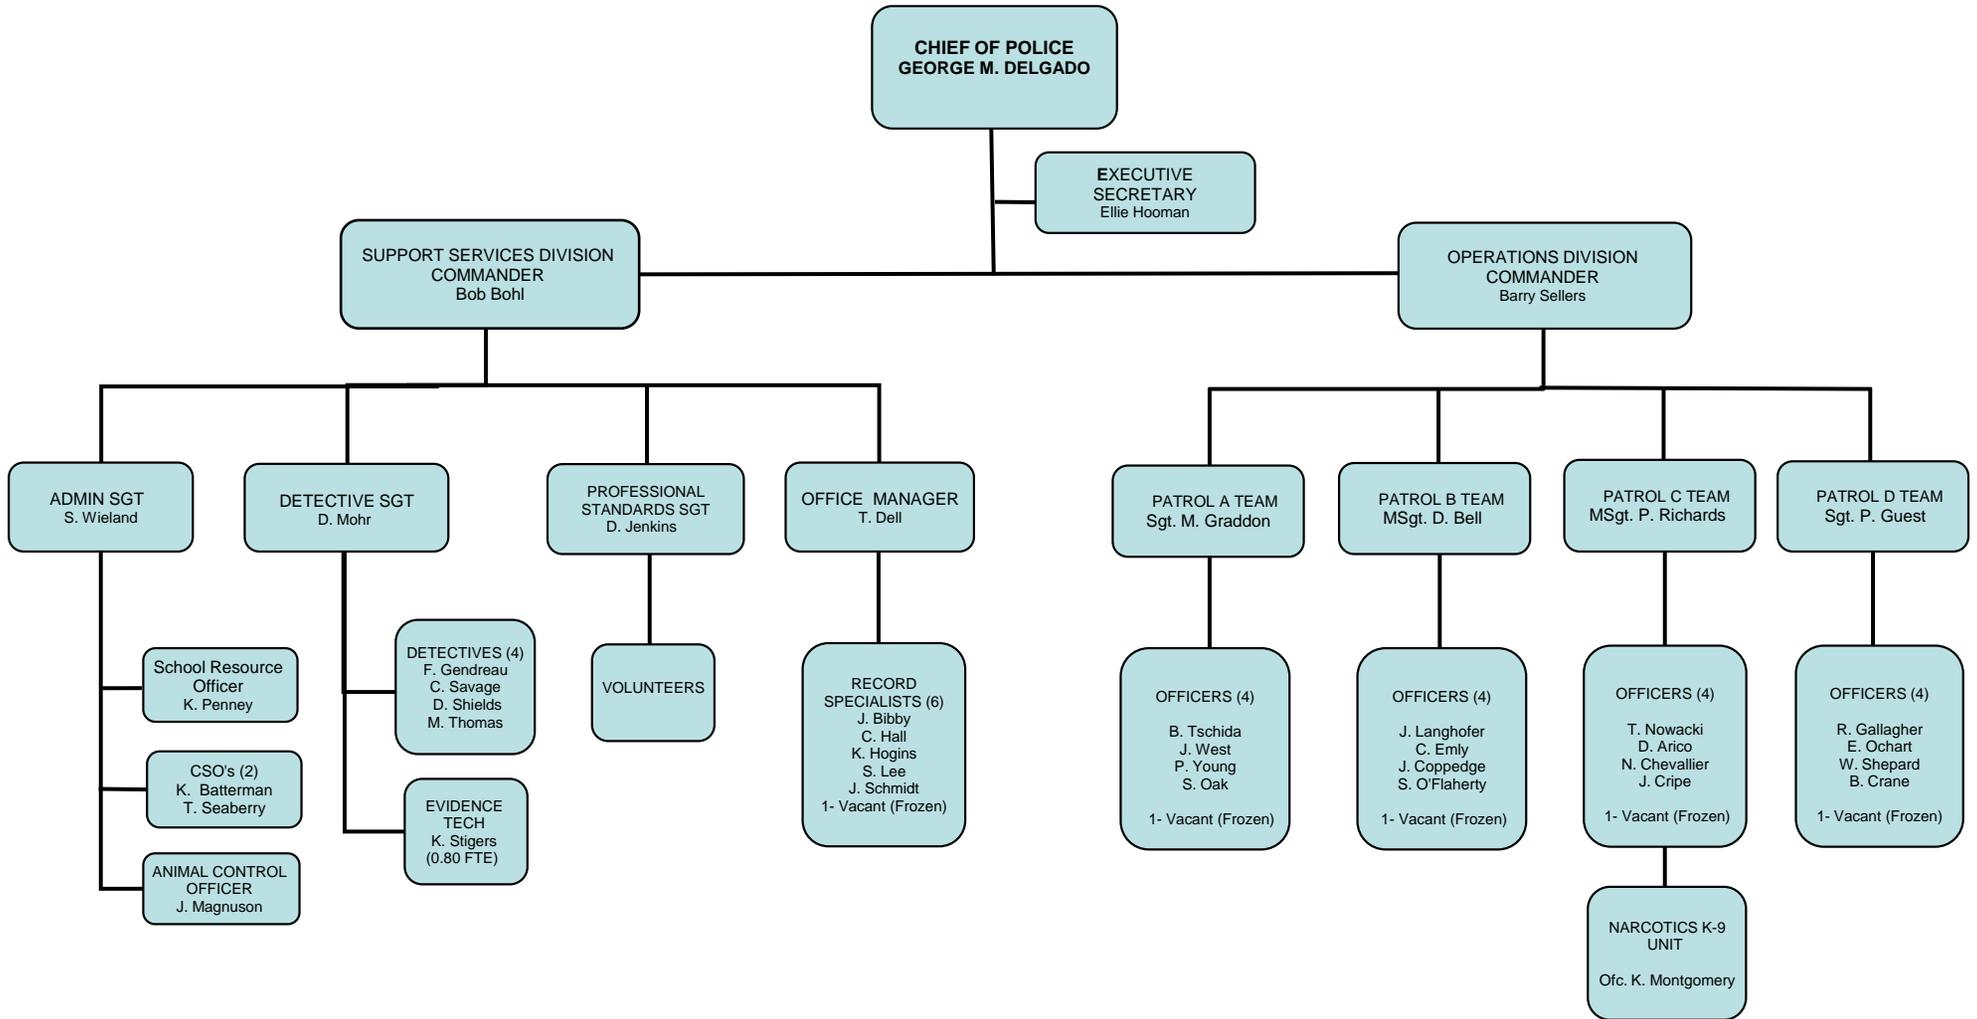 CHIEF OF POLICE
GEORGE M. DELGADO
EXECUTIVE
SECRETARY
Ellie Hooman
SUPPORT SERVICES DIVISION
COMMANDER
Bob Bohl
OPERATIONS DIVISION
COMMANDER
Barry Sellers
ADMIN SGT
S. Wieland
DETECTIVE SGT
D. Mohr
PROFESSIONAL
STANDARDS SGT
D. Jenkins
OFFICE MANAGER
T. Dell
PATROL A TEAM
Sgt. M. Graddon
PATROL B TEAM
MSgt. D. Bell
PATROL C TEAM
MSgt. P. Richards
PATROL D TEAM
Sgt. P. Guest
School Resource
Officer
K. Penney
CSO's (2)
K. Batterman
T. Seaberry
ANIMAL CONTROL
OFFICER
J. Magnuson
DETECTIVES (4)
F. Gendreau
C. Savage
D. Shields
M. Thomas
EVIDENCE
TECH
K. Stigers
(0.80 FTE)
VOLUNTEERS
RECORD
SPECIALISTS (6)
J. Bibby
C. Hall
K. Hogins
S. Lee
J. Schmidt
1- Vacant (Frozen)
OFFICERS (4)
B. Tschida
J. West
P. Young
S. Oak
1- Vacant (Frozen)
OFFICERS (4)
J. Langhofer
C. Emly
J. Coppedge
S. O'Flaherty
1- Vacant (Frozen)
OFFICERS (4)
T. Nowacki
D. Arico
N. Chevallier
J. Cripe
1- Vacant (Frozen)
OFFICERS (4)
R. Gallagher
E. Ochart
W. Shepard
B. Crane
1- Vacant (Frozen)
NARCOTICS K-9
UNIT
Ofc. K. Montgomery